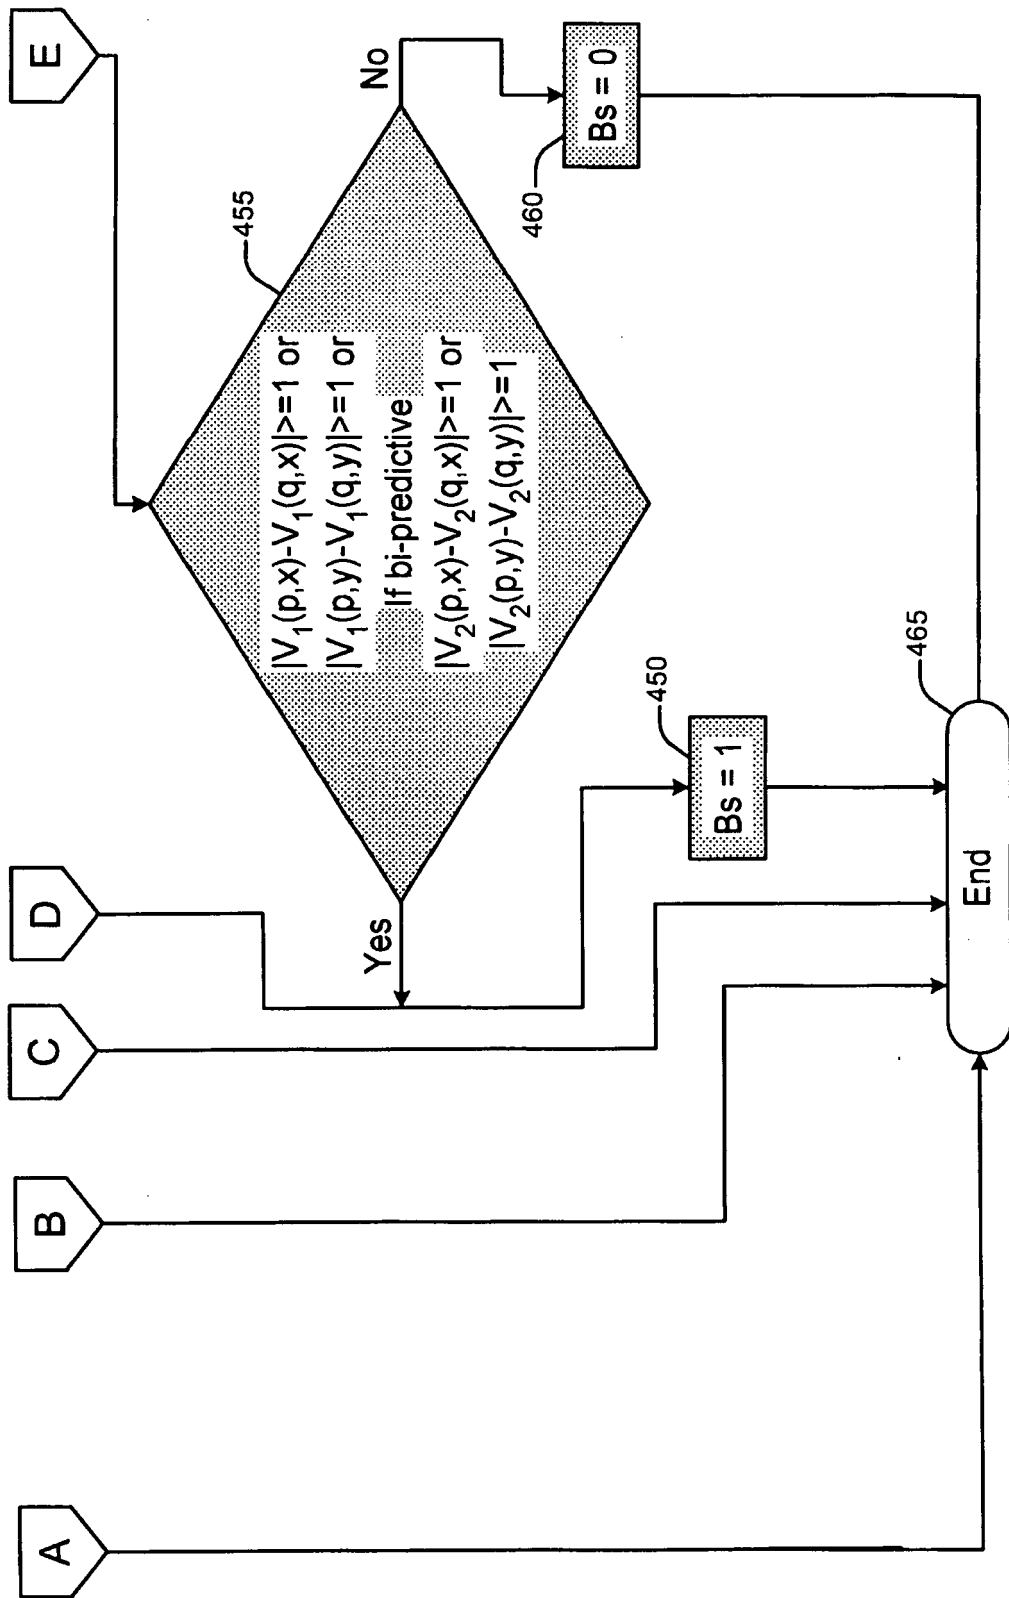 A
B
C
D
E
|V₁(p,x)-V₁(q,x)|>=1 or
|V₁(p,y)-V₁(q,y)|>=1 or
If bi-predictive
|V₂(p,x)-V₂(q,x)|>=1 or
|V₂(p,y)-V₂(q,y)|>=1
455
Yes
No
Bs = 1
450
Bs = 0
460
End
465